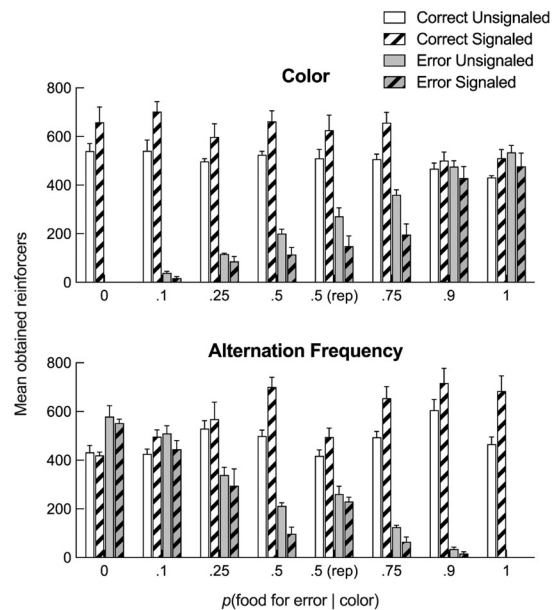 Correct Unsignaled
Correct Signaled
Error Unsignaled
Error Signaled
Color
800
600
400
200
0
0 .1 .25 .5 .5 (rep) .75 .9 1
Mean obtained reinforcers
Alternation Frequency
800
600
400
200
0
0 .1 .25 .5 .5 (rep) .75 .9 1
p(food for error | color)